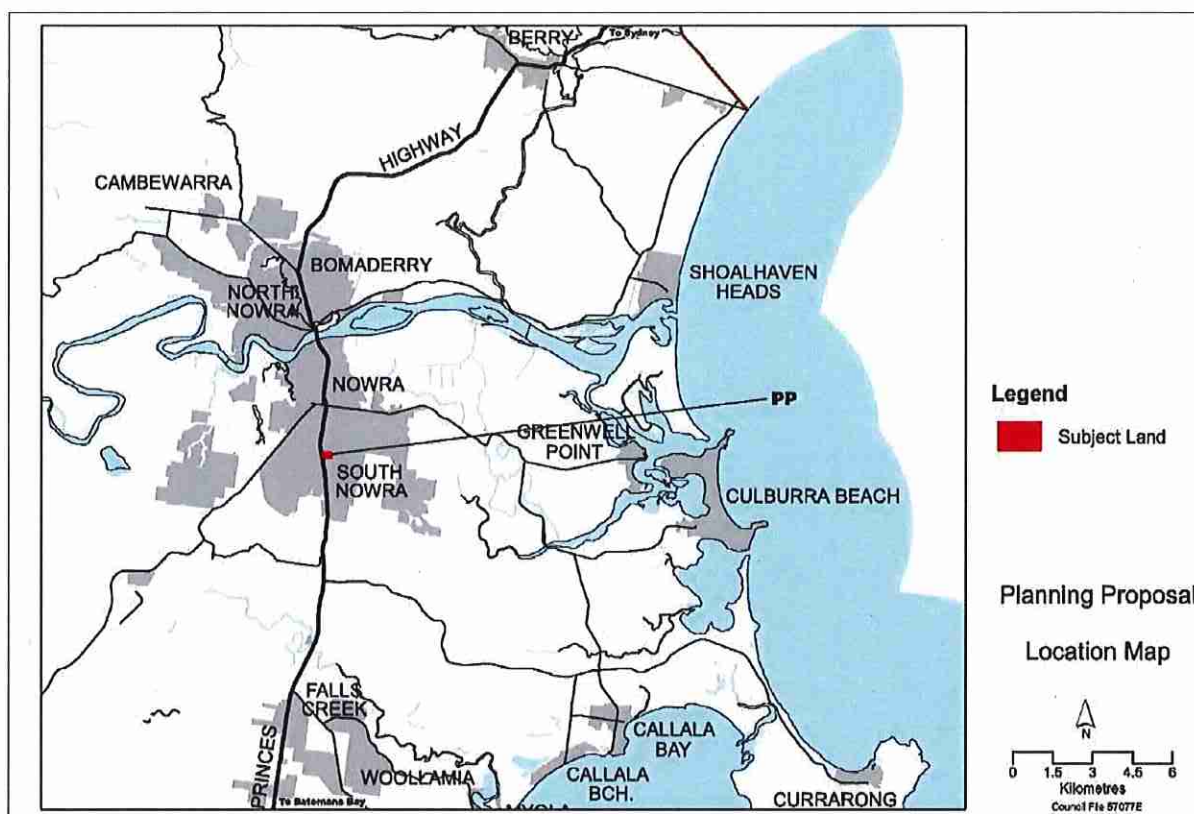 BERRY
To Sydney
HIGHWAY
CAMBEWARRA
BOMADERRY
NORTH
NOWRA
SHOALHAVEN
HEADS
NOWRA
PP
GREENWELL
POINT
SOUTH
NOWRA
CULBURRA BEACH
FALLS
CREEK
PRINCES
WOOLLAMIA
To Batemans Bay
CALLALA
BAY
CALLALA
BCH.
MYOLA
CURRARONG
Legend
Subject Land
Planning Proposal
Location Map
N
0 1.5 3 4.5 6
Kilometres
Council File 57077E